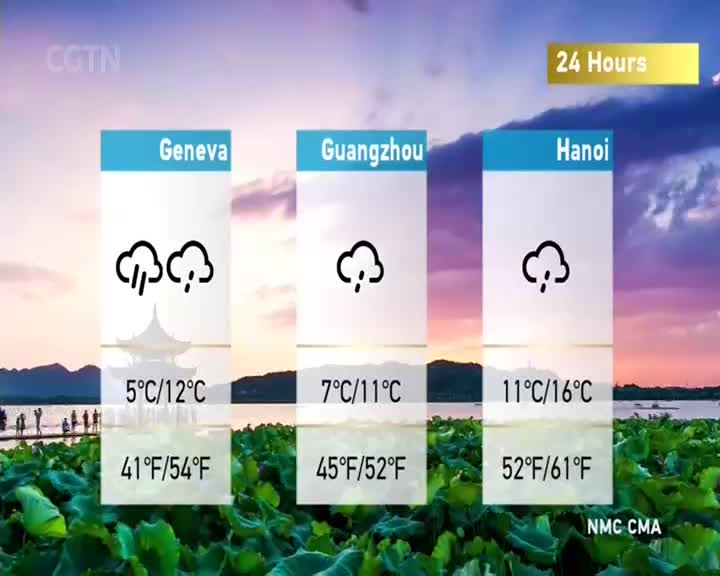 CGTN
24 Hours
Geneva
Guangzhou
Hanoi
5°C/12°C
7°C/11°C
11°C/16°C
41°F/54°F
45°F/52°F
52°F/61°F
NMC CMA